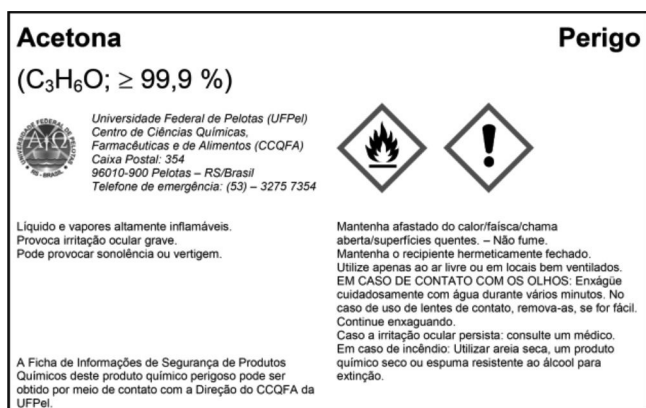 Acetona
Perigo
(C₃H₆O; ≥ 99,9 %)
Universidade Federal de Pelotas (UFPel)
Centro de Ciências Químicas,
Farmacêuticas e de Alimentos (CCQFA)
Caixa Postal: 354
96010-900 Pelotas – RS/Brasil
Telefone de emergência: (53) – 3275 7354
UNIVERSIDADE FEDERAL DE PELOTAS
RS - BRASIL
Líquido e vapores altamente inflamáveis.
Provoca irritação ocular grave.
Pode provocar sonolência ou vertigem.
A Ficha de Informações de Segurança de Produtos
Químicos deste produto químico perigoso pode ser
obtido por meio de contato com a Direção do CCQFA da
UFPel.
Mantenha afastado do calor/faísca/chama
aberta/superfícies quentes. – Não fume.
Mantenha o recipiente hermeticamente fechado.
Utilize apenas ao ar livre ou em locais bem ventilados.
EM CASO DE CONTATO COM OS OLHOS: Enxágüe
cuidadosamente com água durante vários minutos. No
caso de uso de lentes de contato, remova-as, se for fácil.
Continue enxaguando.
Caso a irritação ocular persista: consulte um médico.
Em caso de incêndio: Utilizar areia seca, um produto
químico seco ou espuma resistente ao álcool para
extinção.